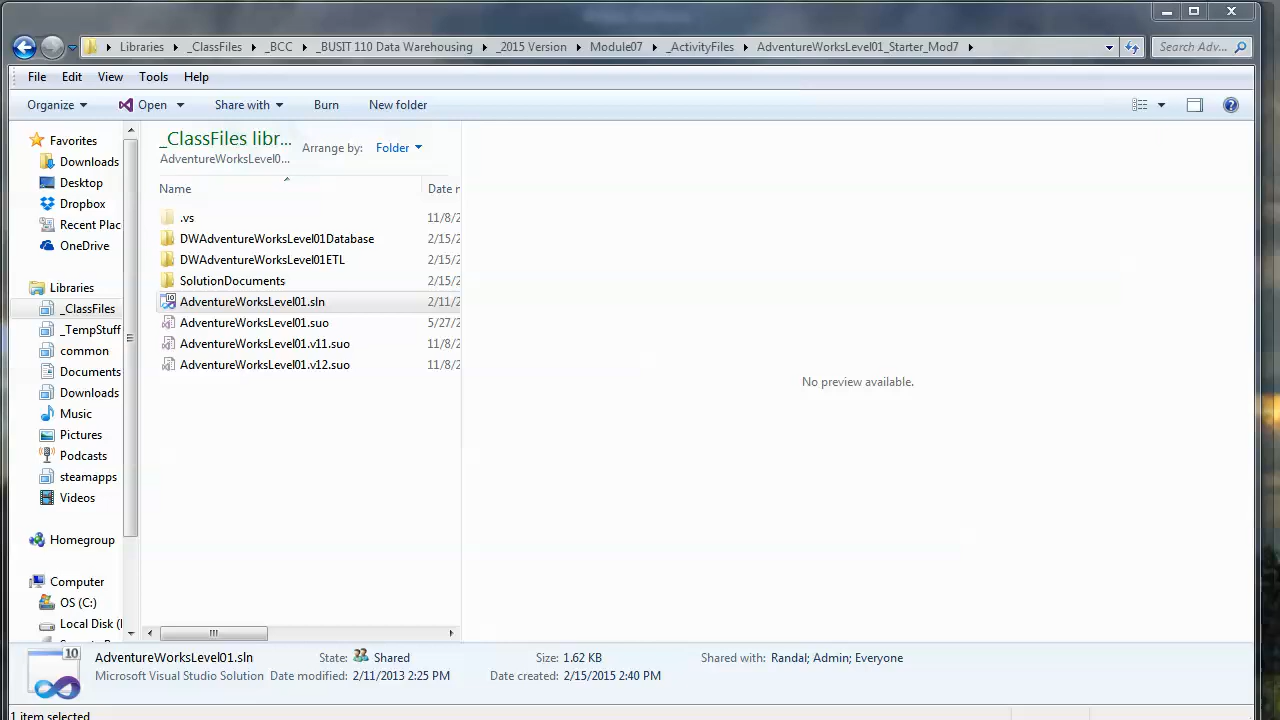 Libraries _ClassFiles _BCC _BUSIT 110 Data Warehousing _2015 Version Module07 _ActivityFiles AdventureWorksLevel01_Starter_Mod7 Search Adv...
File Edit View Tools Help
Organize Open Share with Burn New folder
_ClassFiles libr...
AdventureWorksLevel0...
Arrange by: Folder
Name Date r
Favorites
Downloads
Desktop
Dropbox
Recent Plac
OneDrive
Libraries
_ClassFiles
_TempStuff
common
Documents
Downloads
Music
Pictures
Podcasts
steamapps
Videos
Homegroup
Computer
OS (C:)
Local Disk (
.vs 11/8/2
DWAdventureWorksLevel01Database 2/15/2
DWAdventureWorksLevel01ETL 2/15/2
SolutionDocuments 2/15/2
AdventureWorksLevel01.sln 2/11/2
AdventureWorksLevel01.suo 5/27/2
AdventureWorksLevel01.v11.suo 11/8/2
AdventureWorksLevel01.v12.suo 11/8/2
No preview available.
10
AdventureWorksLevel01.sln State: Shared Size: 1.62 KB Shared with: Randal; Admin; Everyone
Microsoft Visual Studio Solution Date modified: 2/11/2013 2:25 PM Date created: 2/15/2015 2:40 PM
1 item selected